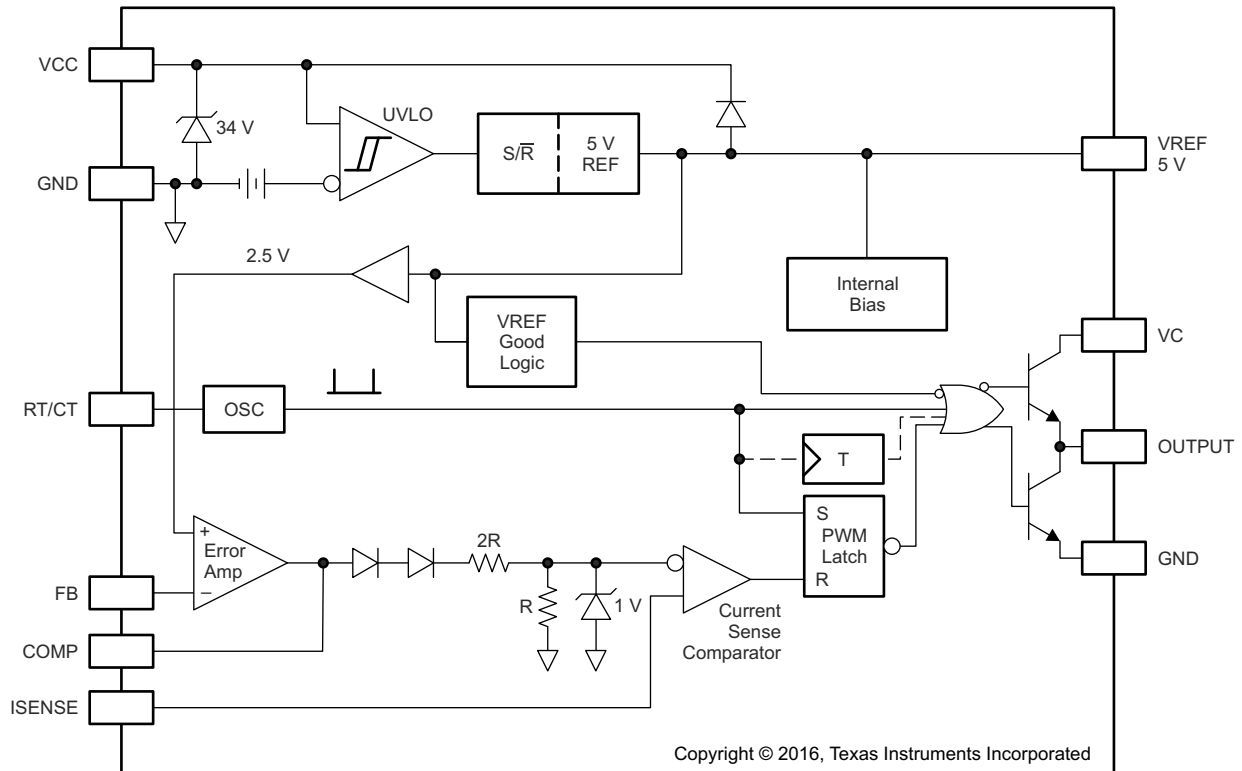 VCC
UVLO
34 V
S/R̅
5 V
REF
GND
VREF
5 V
2.5 V
Internal
Bias
VREF
Good
Logic
VC
RT/CT
OSC
T
OUTPUT
S
PWM
Latch
R
+
Error
Amp
−
2R
R
1 V
GND
FB
Current
Sense
Comparator
COMP
ISENSE
Copyright © 2016, Texas Instruments Incorporated